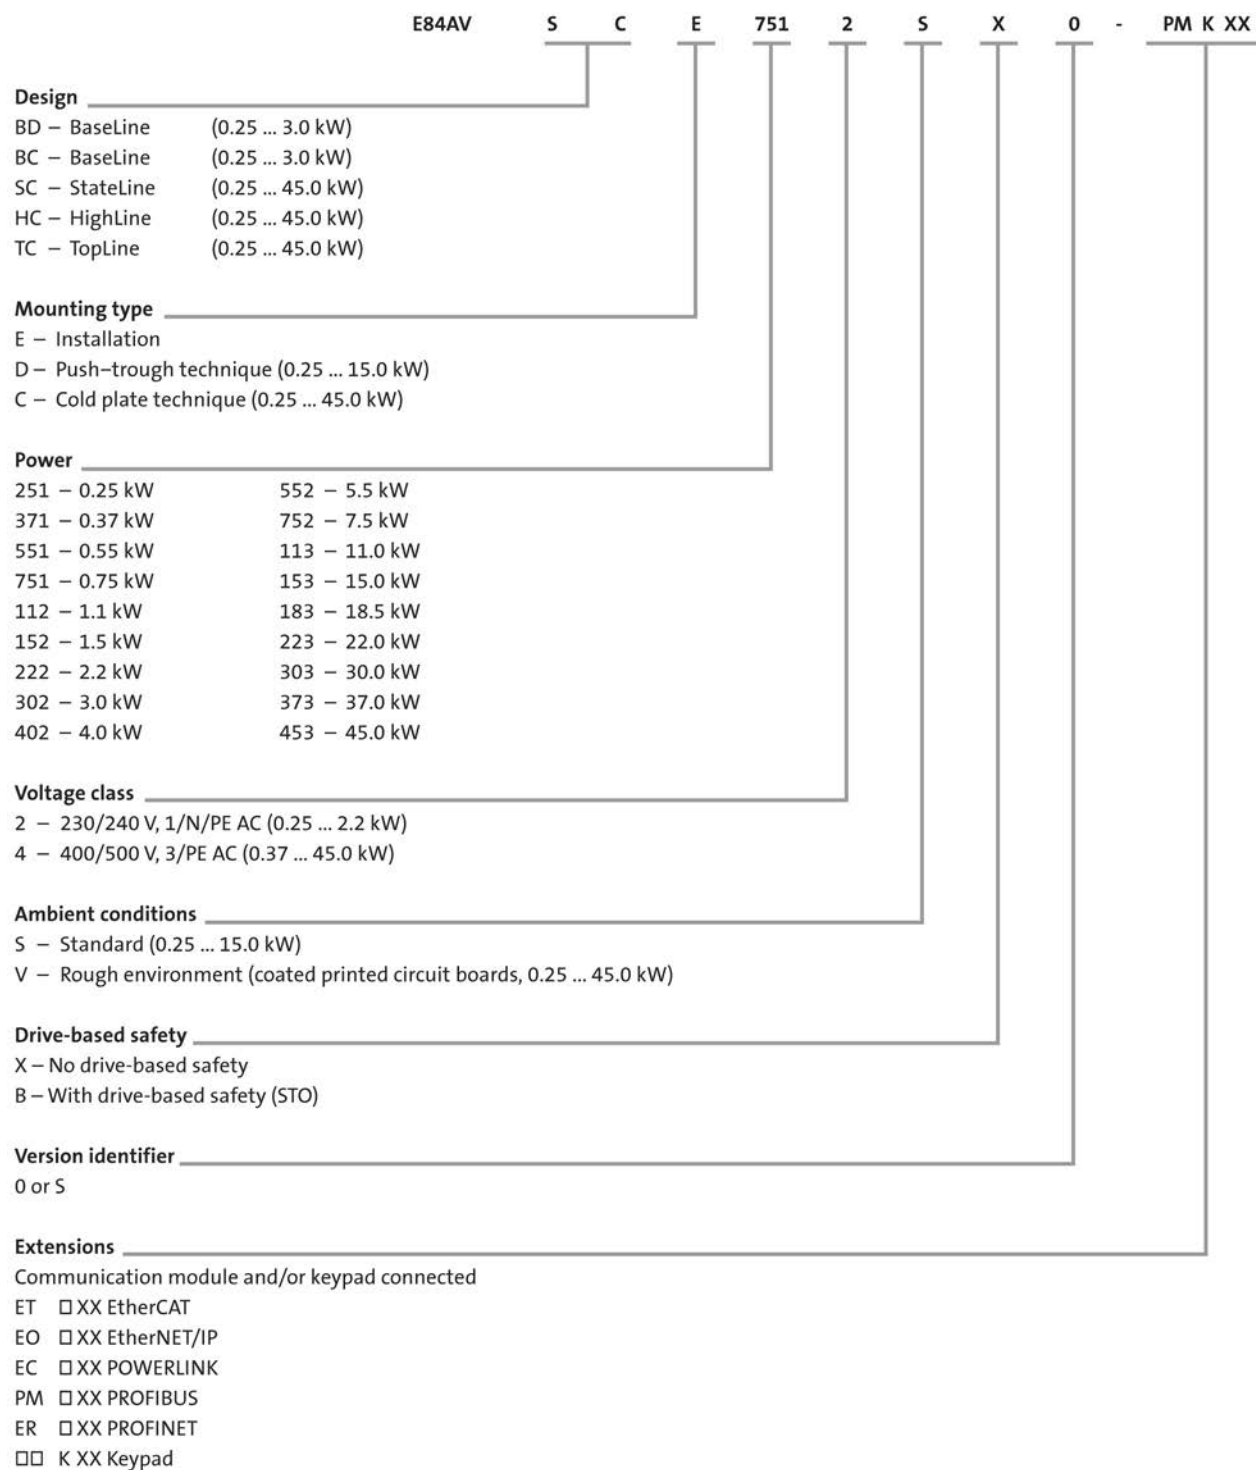 E84AV S C E 751 2 S X 0 - PM K XX
Design
BD – BaseLine (0.25 ... 3.0 kW)
BC – BaseLine (0.25 ... 3.0 kW)
SC – StateLine (0.25 ... 45.0 kW)
HC – HighLine (0.25 ... 45.0 kW)
TC – TopLine (0.25 ... 45.0 kW)
Mounting type
E – Installation
D – Push–trough technique (0.25 ... 15.0 kW)
C – Cold plate technique (0.25 ... 45.0 kW)
Power
251 – 0.25 kW 552 – 5.5 kW
371 – 0.37 kW 752 – 7.5 kW
551 – 0.55 kW 113 – 11.0 kW
751 – 0.75 kW 153 – 15.0 kW
112 – 1.1 kW 183 – 18.5 kW
152 – 1.5 kW 223 – 22.0 kW
222 – 2.2 kW 303 – 30.0 kW
302 – 3.0 kW 373 – 37.0 kW
402 – 4.0 kW 453 – 45.0 kW
Voltage class
2 – 230/240 V, 1/N/PE AC (0.25 ... 2.2 kW)
4 – 400/500 V, 3/PE AC (0.37 ... 45.0 kW)
Ambient conditions
S – Standard (0.25 ... 15.0 kW)
V – Rough environment (coated printed circuit boards, 0.25 ... 45.0 kW)
Drive-based safety
X – No drive-based safety
B – With drive-based safety (STO)
Version identifier
0 or S
Extensions
Communication module and/or keypad connected
ET □ XX EtherCAT
EO □ XX EtherNET/IP
EC □ XX POWERLINK
PM □ XX PROFIBUS
ER □ XX PROFINET
□□ K XX Keypad